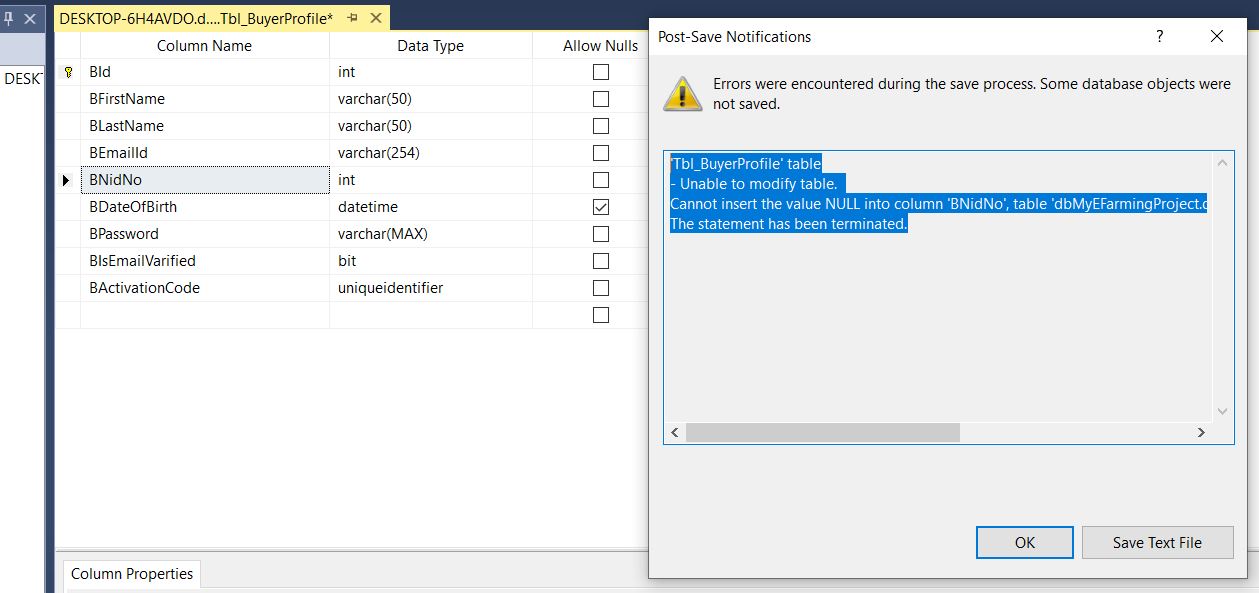 DESKTOP-6H4AVDO.d....Tbl_BuyerProfile*
DESKT
Column Name Data Type Allow Nulls
BId int
BFirstName varchar(50)
BLastName varchar(50)
BEmailId varchar(254)
BNidNo int
BDateOfBirth datetime
BPassword varchar(MAX)
BIsEmailVarified bit
BActivationCode uniqueidentifier
Column Properties
Post-Save Notifications ?
Errors were encountered during the save process. Some database objects were
not saved.
'Tbl_BuyerProfile' table
- Unable to modify table.
Cannot insert the value NULL into column 'BNidNo', table 'dbMyEFarmingProject.
The statement has been terminated.
OK Save Text File